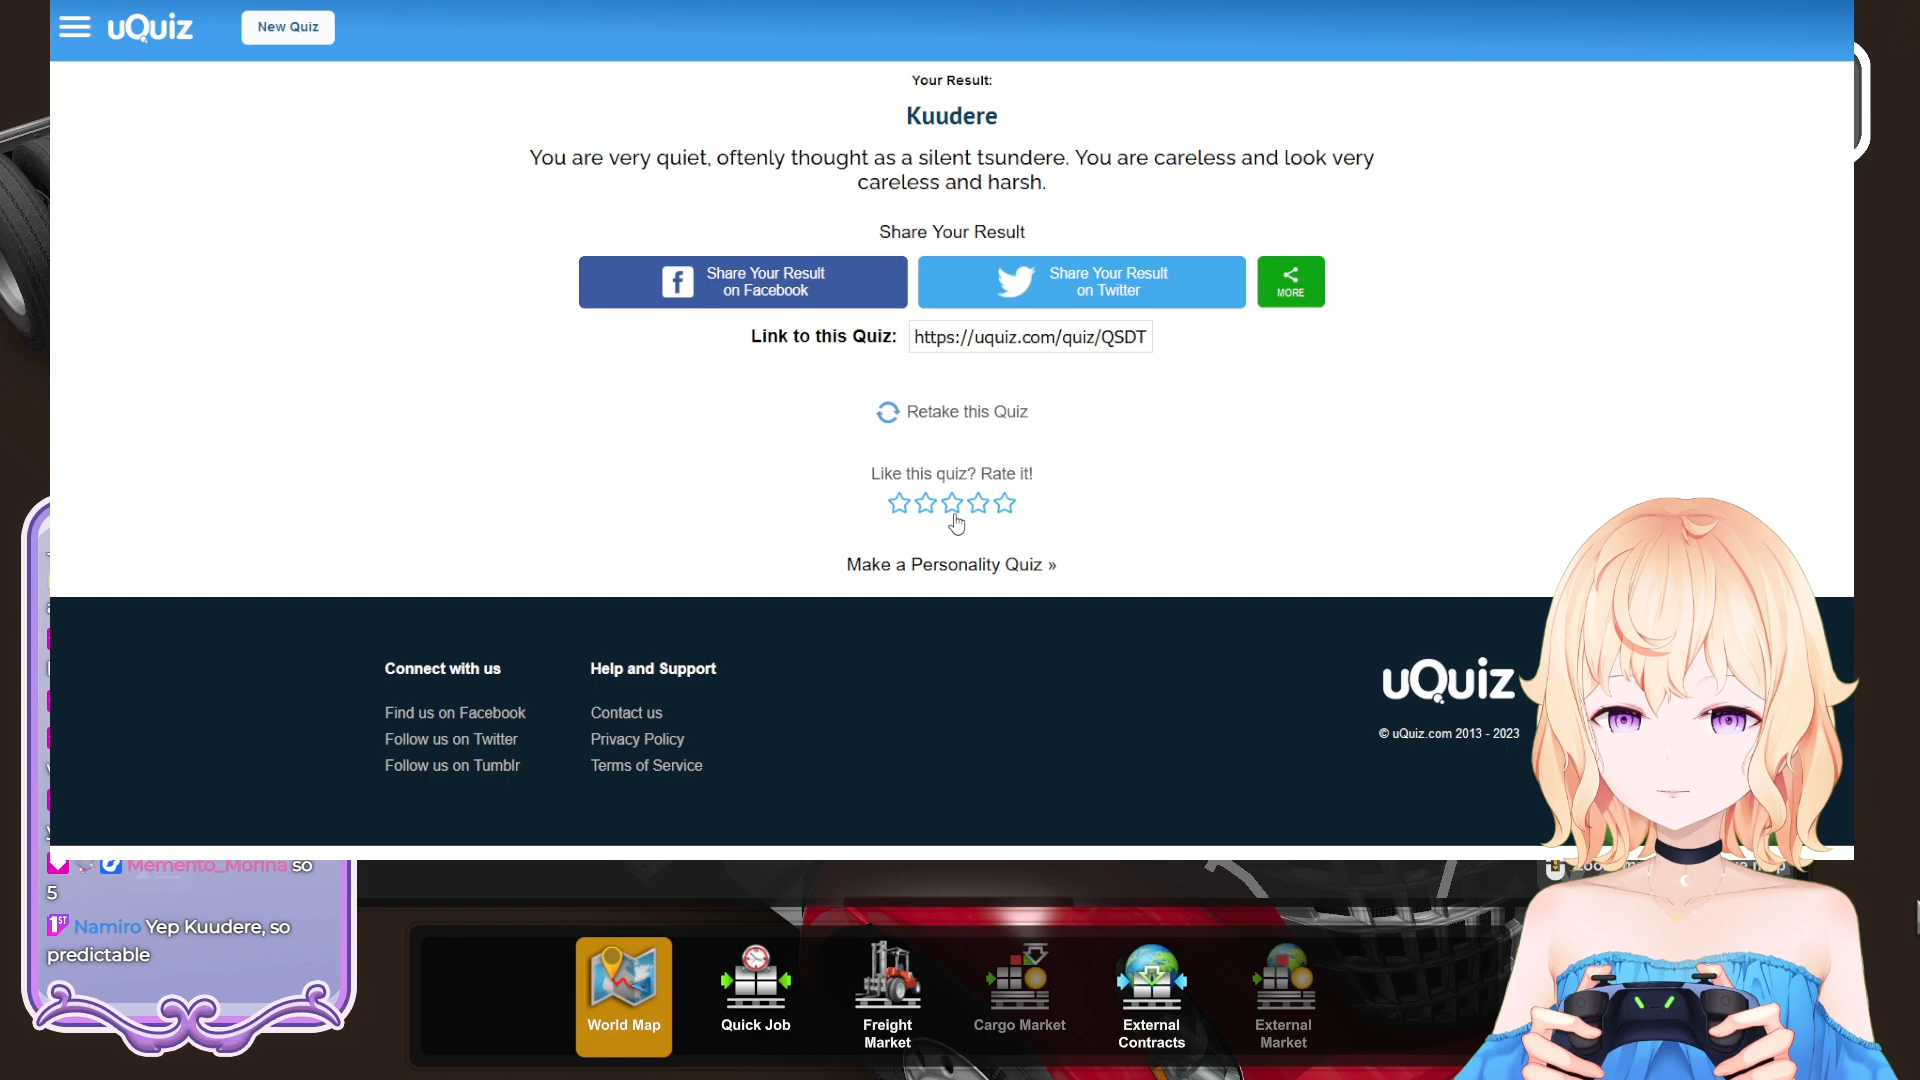 uQuiz
New Quiz
Your Result:
Kuudere
You are very quiet, oftenly thought as a silent tsundere. You are careless and look very
careless and harsh.
Share Your Result
Share Your Result
on Facebook
Share Your Result
on Twitter
MORE
Link to this Quiz: https://uquiz.com/quiz/QSDT
Retake this Quiz
Like this quiz? Rate it!
Make a Personality Quiz »
Connect with us
Find us on Facebook
Follow us on Twitter
Follow us on Tumblr
Help and Support
Contact us
Privacy Policy
Terms of Service
uQuiz
© uQuiz.com 2013 - 2023
Memento_Morina so
5
1ST Namiro Yep Kuudere, so
predictable
World Map
Quick Job
Freight
Market
Cargo Market
External
Contracts
External
Market